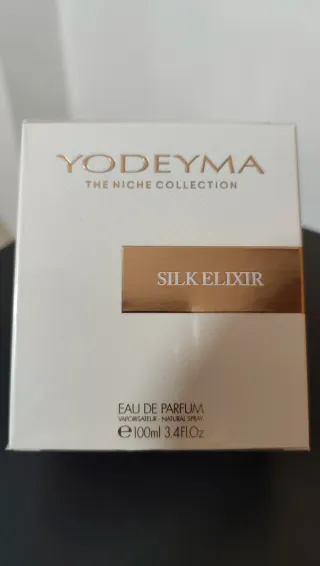 YODEYMA
THE NICHE COLLECTION
SILK ELIXIR
EAU DE PARFUM
VAPORISATEUR - NATURAL SPRAY
℮100ml 3.4Fl.Oz